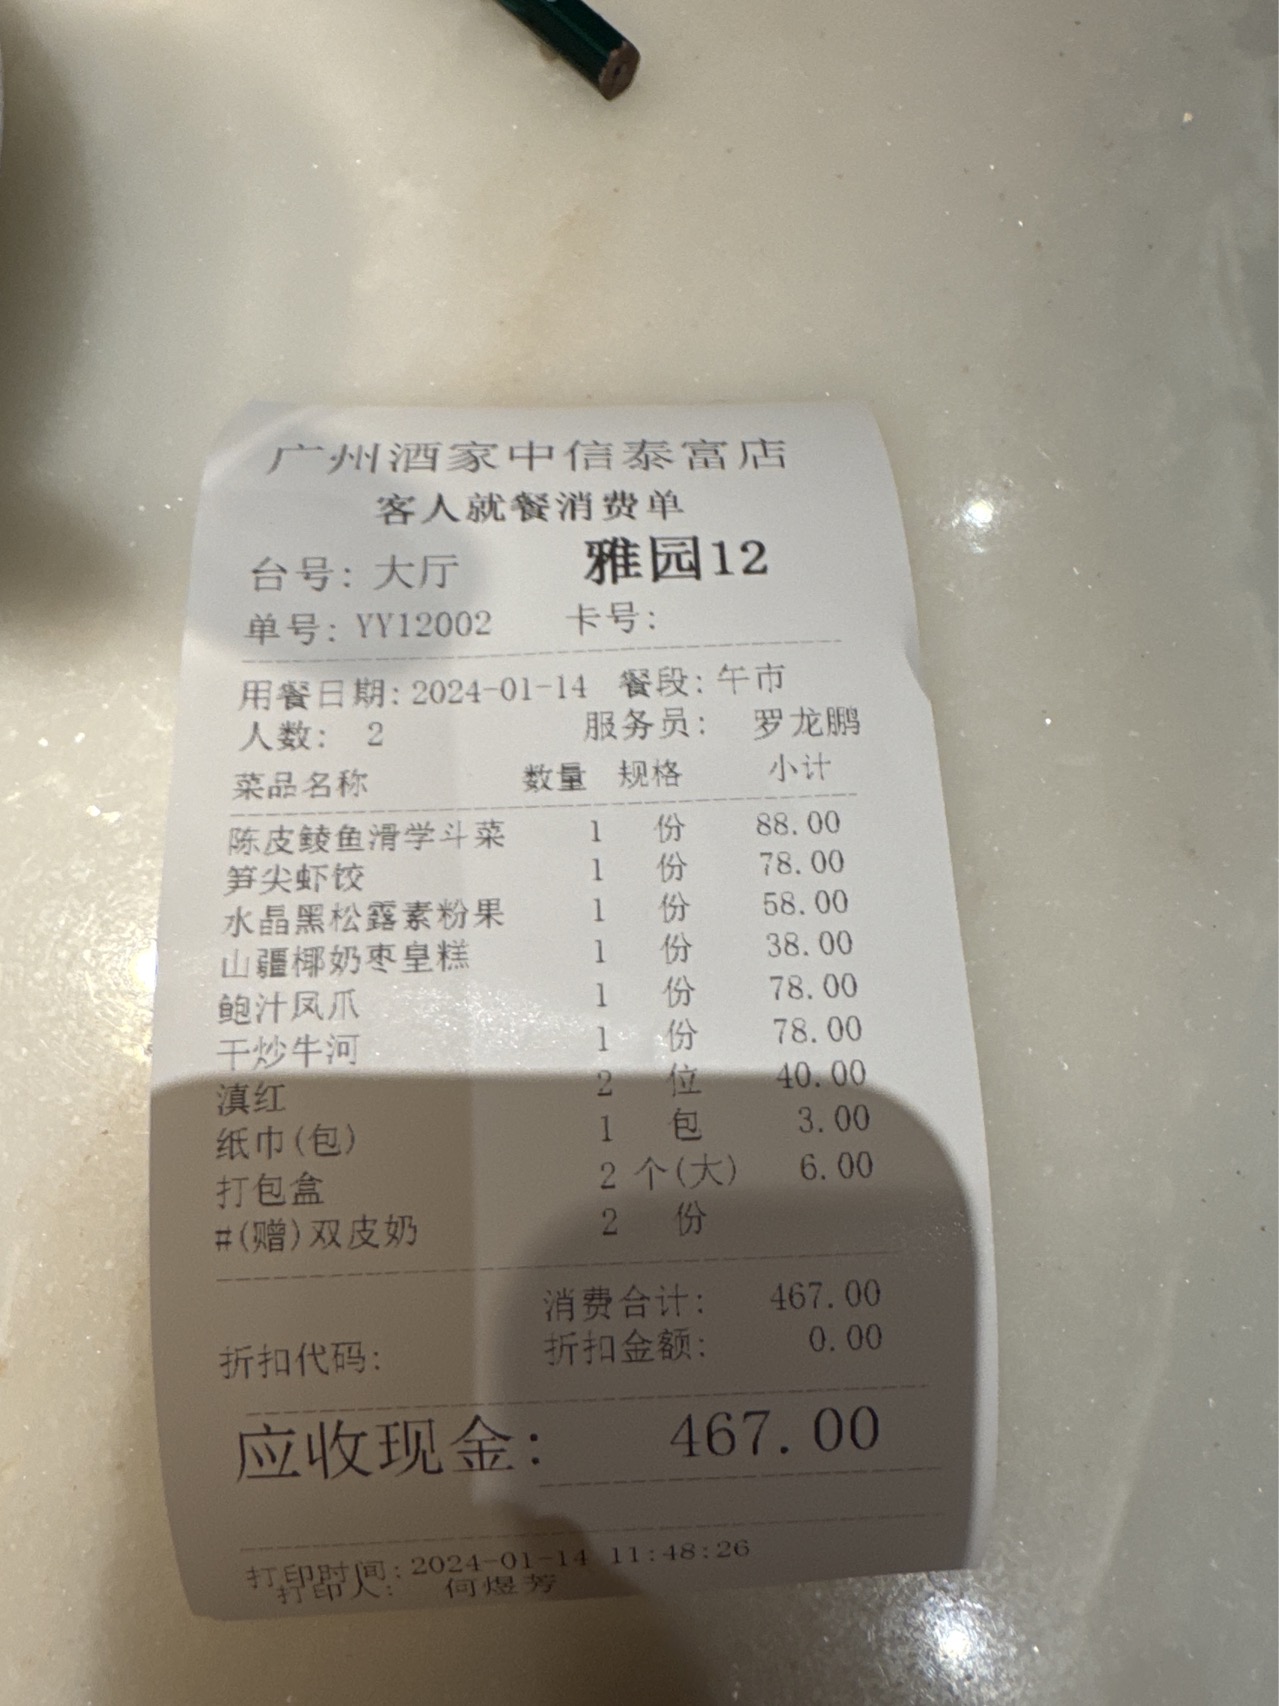 广州酒家中信泰富店
客人就餐消费单
台号: 大厅 雅园12
单号: YY12002 卡号:
用餐日期: 2024-01-14 餐段: 午市
人数: 2 服务员: 罗龙鹏
菜品名称 数量 规格 小计
陈皮鲮鱼滑学斗菜 1 份 88.00
笋尖虾饺 1 份 78.00
水晶黑松露素粉果 1 份 58.00
山疆椰奶枣皇糕 1 份 38.00
鲍汁凤爪 1 份 78.00
干炒牛河 1 份 78.00
滇红 2 位 40.00
纸巾(包) 1 包 3.00
打包盒 2 个(大) 6.00
#(赠)双皮奶 2 份
消费合计: 467.00
折扣代码: 折扣金额: 0.00
应收现金: 467.00
打印时间: 2024-01-14 11:48:26
打印人: 何煜芳